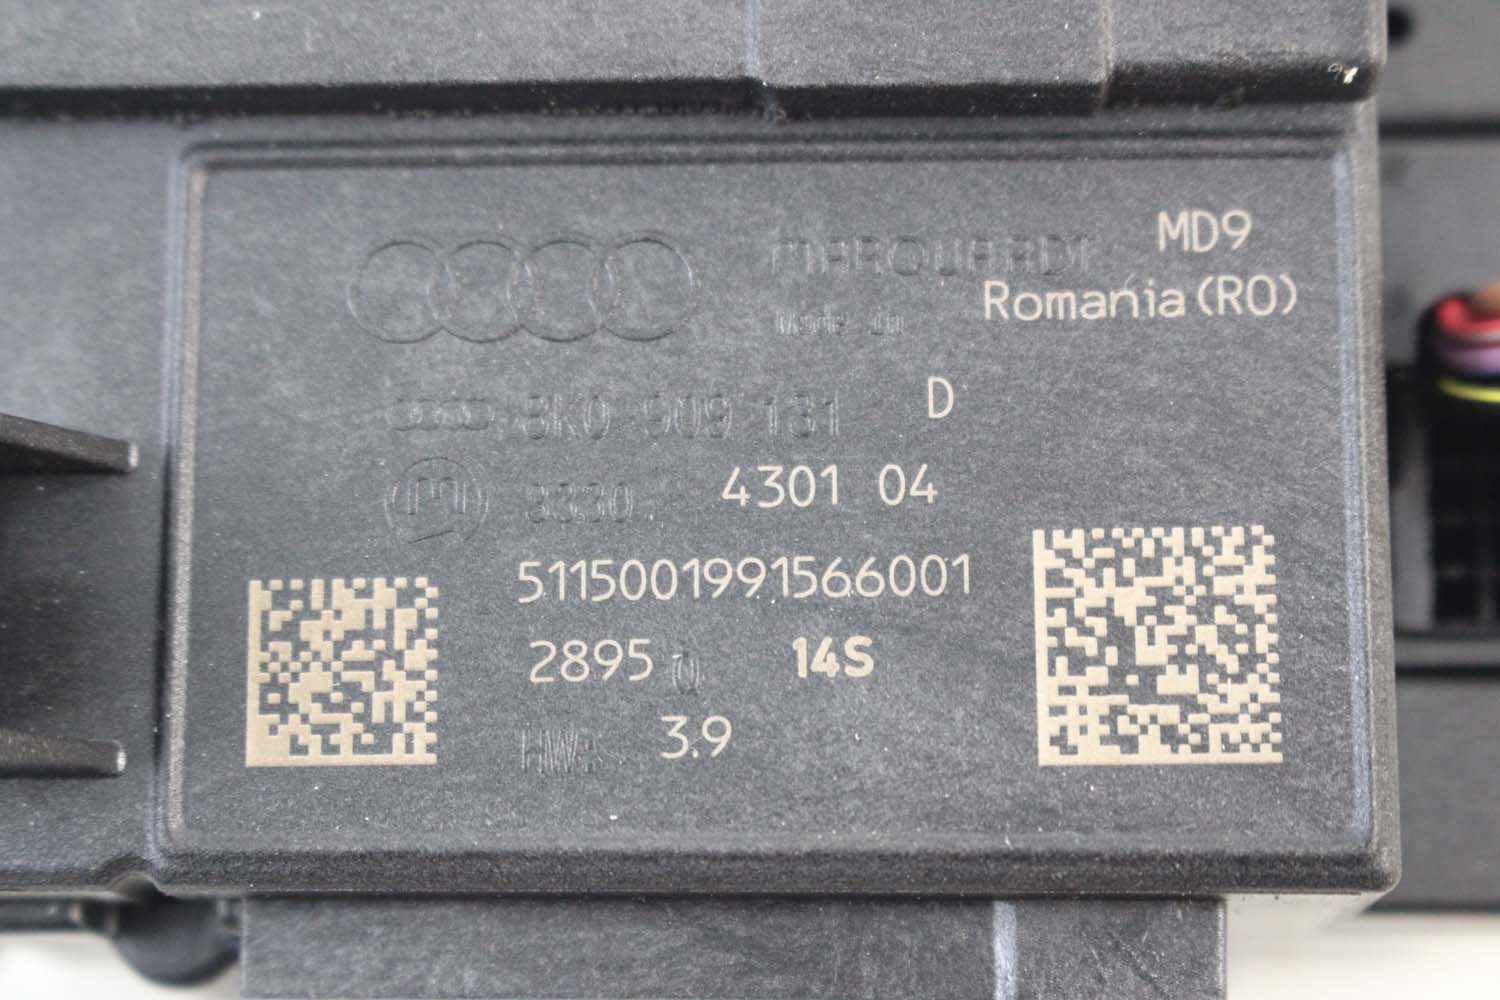 MARQUARDT MD9
Made in Romania(RO)
8K0 909 131 D
M 8330. 4301 04
5115001991566001
2895 14S
HW: 3.9